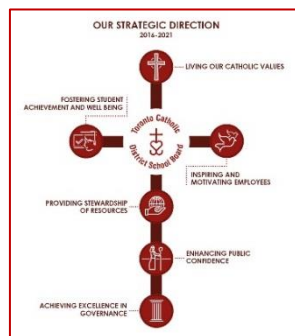 OUR STRATEGIC DIRECTION
2016-2021
LIVING OUR CATHOLIC VALUES
FOSTERING STUDENT
ACHIEVEMENT AND WELL BEING
Toronto Catholic
District School Board
INSPIRING AND
MOTIVATING EMPLOYEES
PROVIDING STEWARDSHIP
OF RESOURCES
ENHANCING PUBLIC
CONFIDENCE
ACHIEVING EXCELLENCE IN
GOVERNANCE